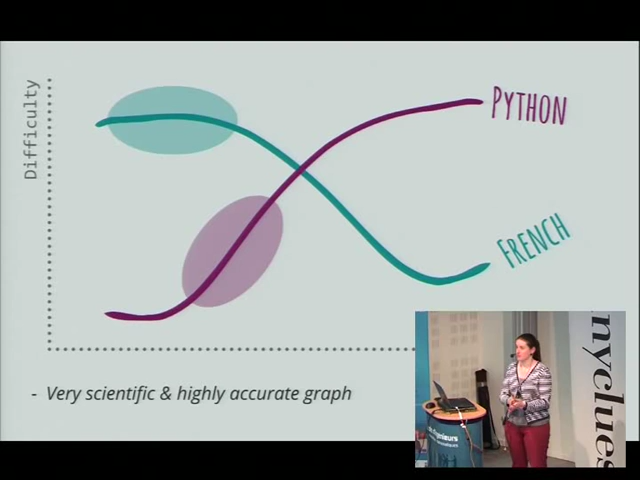 Difficulty
PYTHON
FRENCH
- Very scientific & highly accurate graph
nyclues